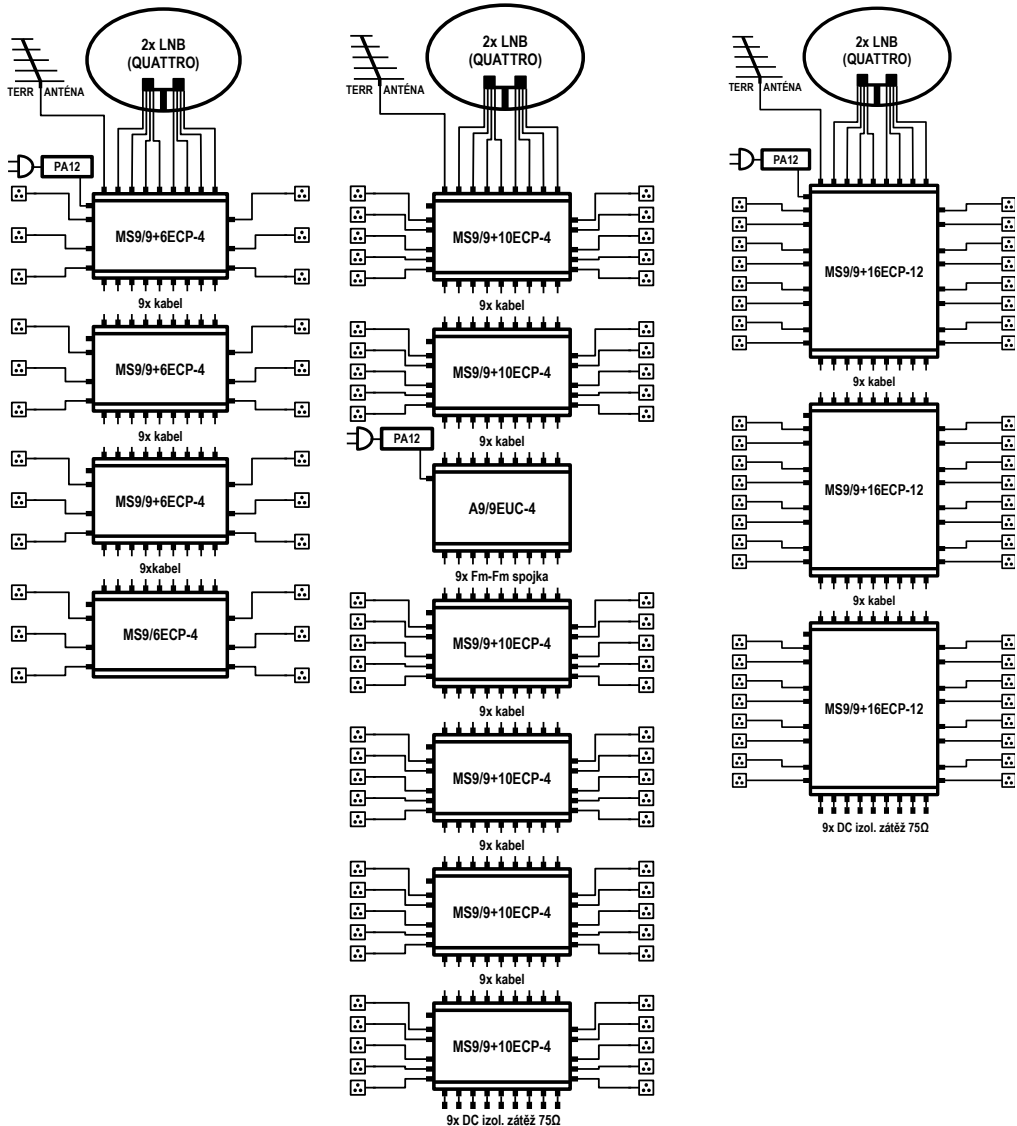 2x LNB
(QUATTRO)
TERR ANTÉNA
PA12
MS9/9+6ECP-4
9x kabel
MS9/9+6ECP-4
9x kabel
MS9/9+6ECP-4
9xkabel
MS9/6ECP-4
2x LNB
(QUATTRO)
TERR ANTÉNA
MS9/9+10ECP-4
9x kabel
MS9/9+10ECP-4
9x kabel
PA12
A9/9EUC-4
9x Fm-Fm spojka
MS9/9+10ECP-4
9x kabel
MS9/9+10ECP-4
9x kabel
MS9/9+10ECP-4
9x kabel
MS9/9+10ECP-4
9x DC izol. zátěž 75Ω
2x LNB
(QUATTRO)
TERR ANTÉNA
PA12
MS9/9+16ECP-12
9x kabel
MS9/9+16ECP-12
9x kabel
MS9/9+16ECP-12
9x DC izol. zátěž 75Ω